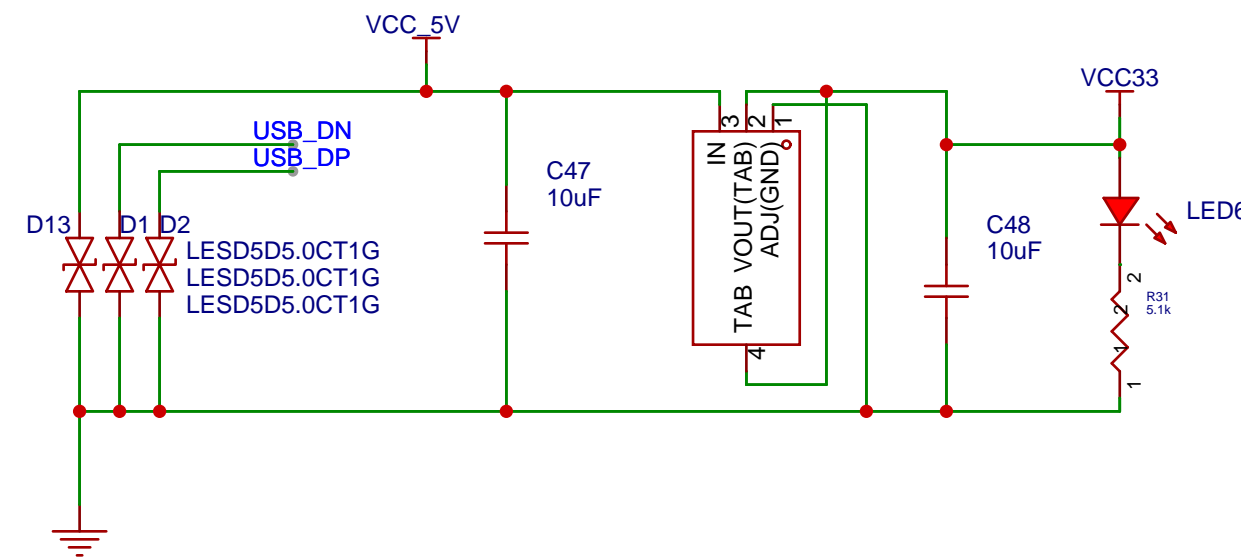 VCC_5V
VCC33
USB_DN
USB_DP
3
2
1
IN
VOUT(TAB)
ADJ(GND)
TAB
4
C47
10uF
D13
D1
D2
LESD5D5.0CT1G
LESD5D5.0CT1G
LESD5D5.0CT1G
C48
10uF
LED6
2
R31
5.1k
2
1
1